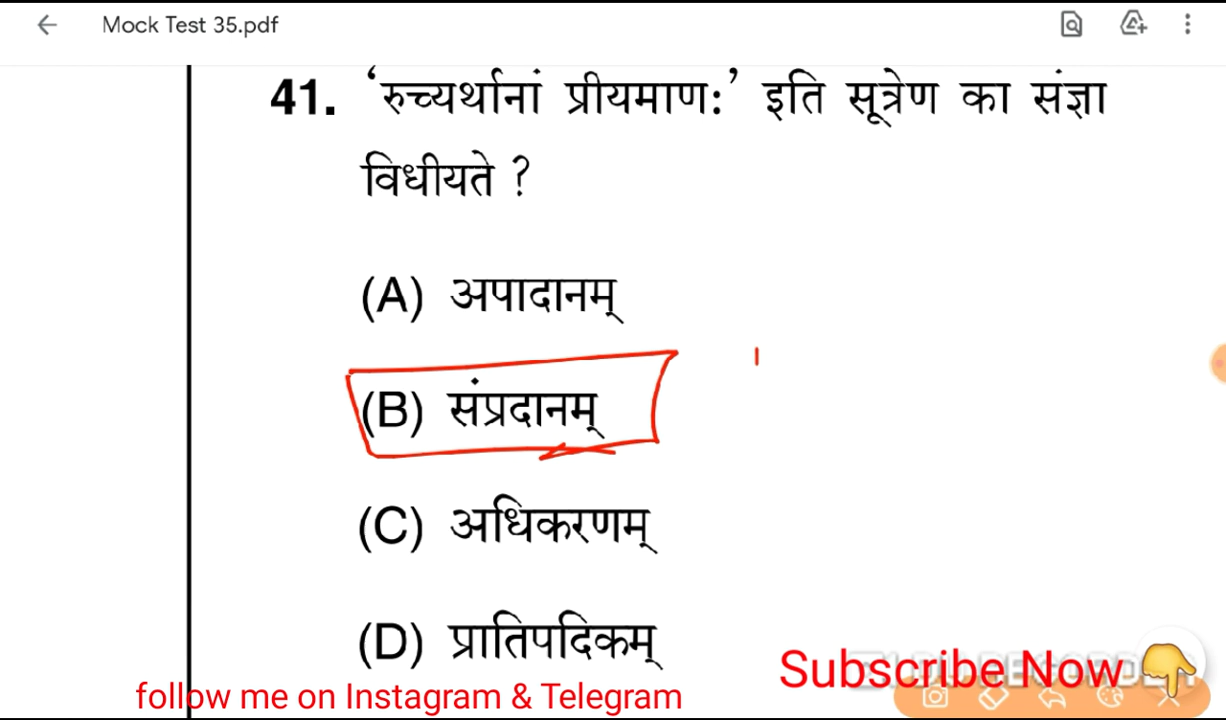 Mock Test 35.pdf
41. ‘रुच्यर्थानां प्रीयमाणः’ इति सूत्रेण का संज्ञा
विधीयते ?
(A) अपादानम्
(B) संप्रदानम्
(C) अधिकरणम्
(D) प्रातिपदिकम्
Subscribe Now
follow me on Instagram & Telegram